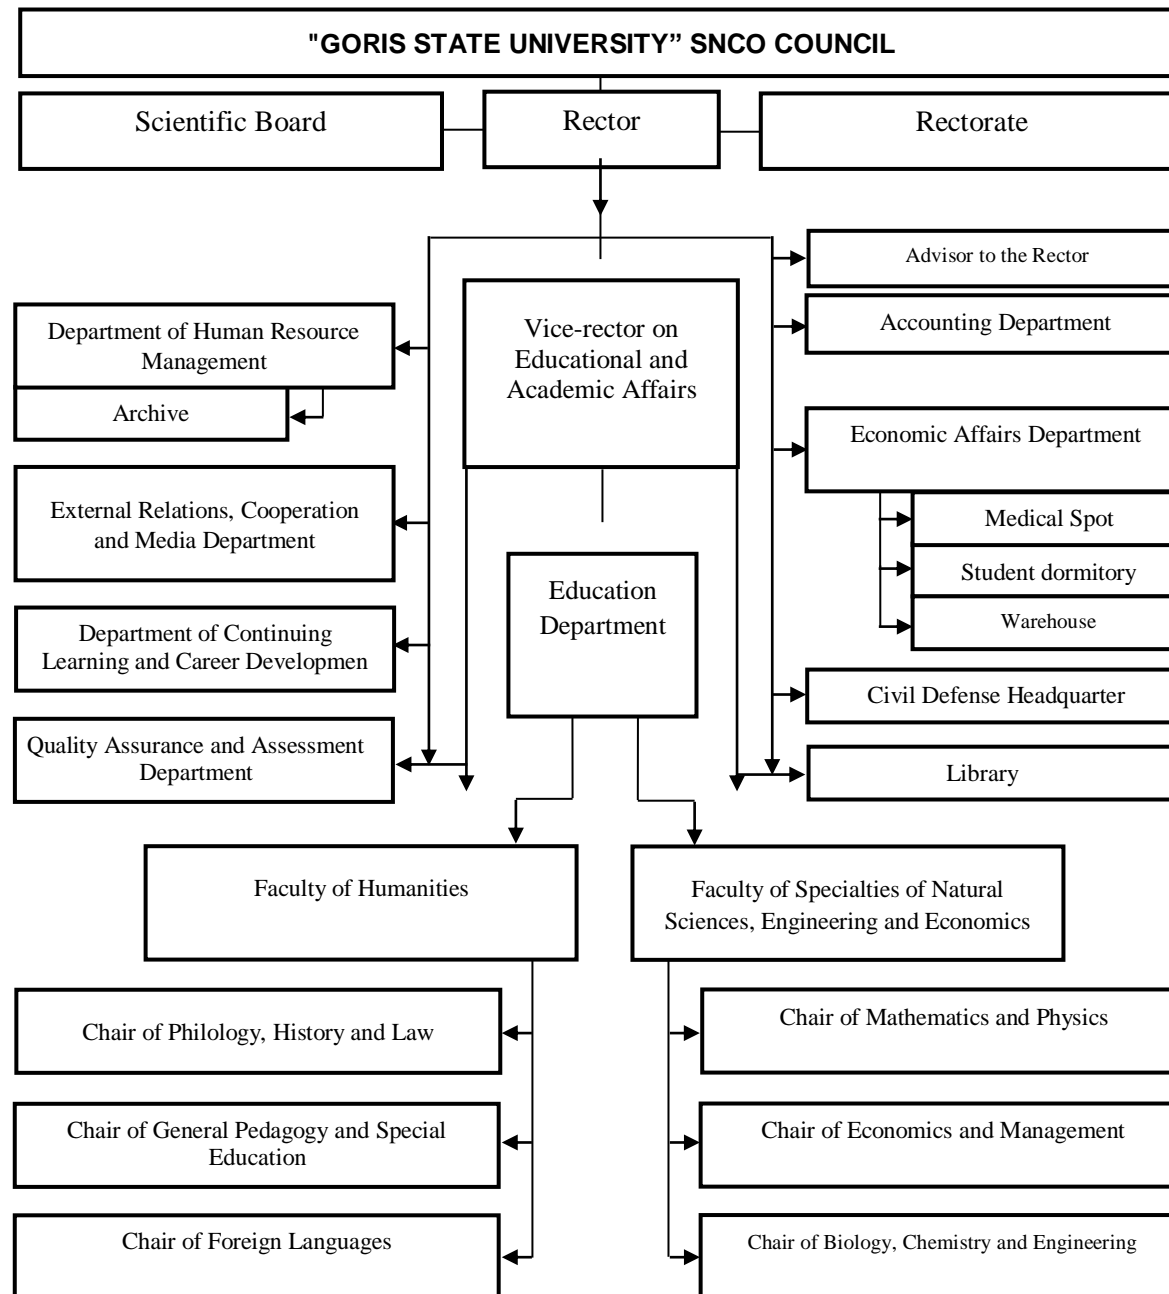 "GORIS STATE UNIVERSITY” SNCO COUNCIL
Scientific Board
Rector
Rectorate
Advisor to the Rector
Department of Human Resource
Management
Archive
Vice-rector on
Educational and
Academic Affairs
Accounting Department
Economic Affairs Department
Medical Spot
Student dormitory
Warehouse
External Relations, Cooperation
and Media Department
Education
Department
Department of Continuing
Learning and Career Developmen
Civil Defense Headquarter
Quality Assurance and Assessment
Department
Library
Faculty of Humanities
Faculty of Specialties of Natural
Sciences, Engineering and Economics
Chair of Philology, History and Law
Chair of Mathematics and Physics
Chair of General Pedagogy and Special
Education
Chair of Economics and Management
Chair of Foreign Languages
Chair of Biology, Chemistry and Engineering